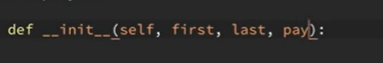 def __init__(self, first, last, pay):